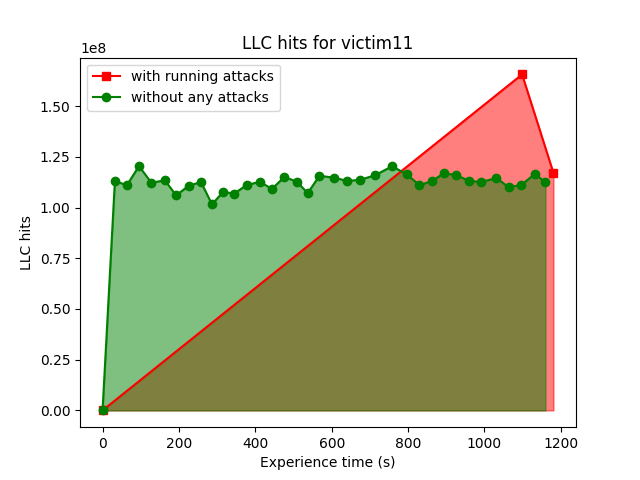 LLC hits for victim11
1e8
with running attacks
without any attacks
1.50
1.25
1.00
0.75
0.50
0.25
0.00
LLC hits
0 200 400 600 800 1000 1200
Experience time (s)